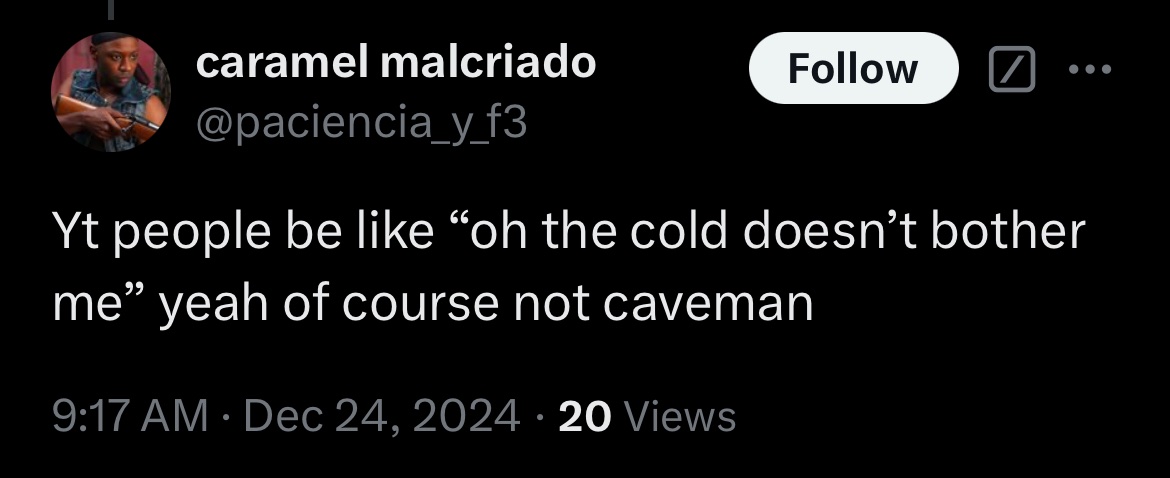 caramel malcriado
Follow
@paciencia_y_f3
Yt people be like “oh the cold doesn’t bother
me” yeah of course not caveman
9:17 AM · Dec 24, 2024 · 20 Views